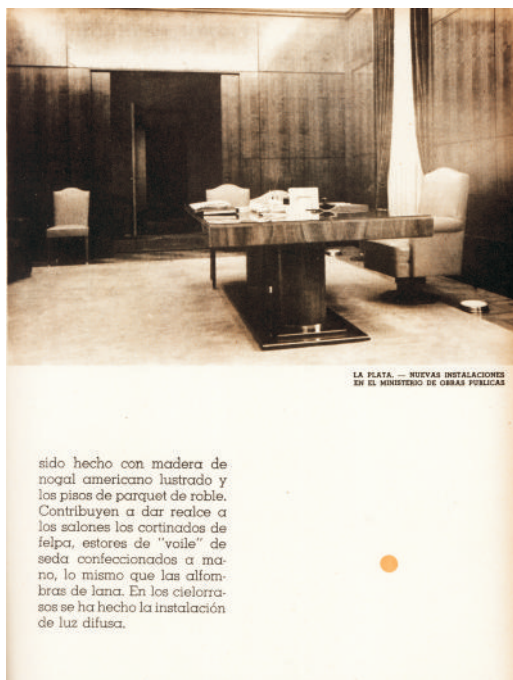 LA PLATA. — NUEVAS INSTALACIONES
EN EL MINISTERIO DE OBRAS PUBLICAS
sido hecho con madera de
nogal americano lustrado y
los pisos de parquet de roble.
Contribuyen a dar realce a
los salones los cortinados de
felpa, estores de "voile" de
seda confeccionados a ma-
no, lo mismo que las alfom-
bras de lana. En los cielorra-
sos se ha hecho la instalación
de luz difusa.